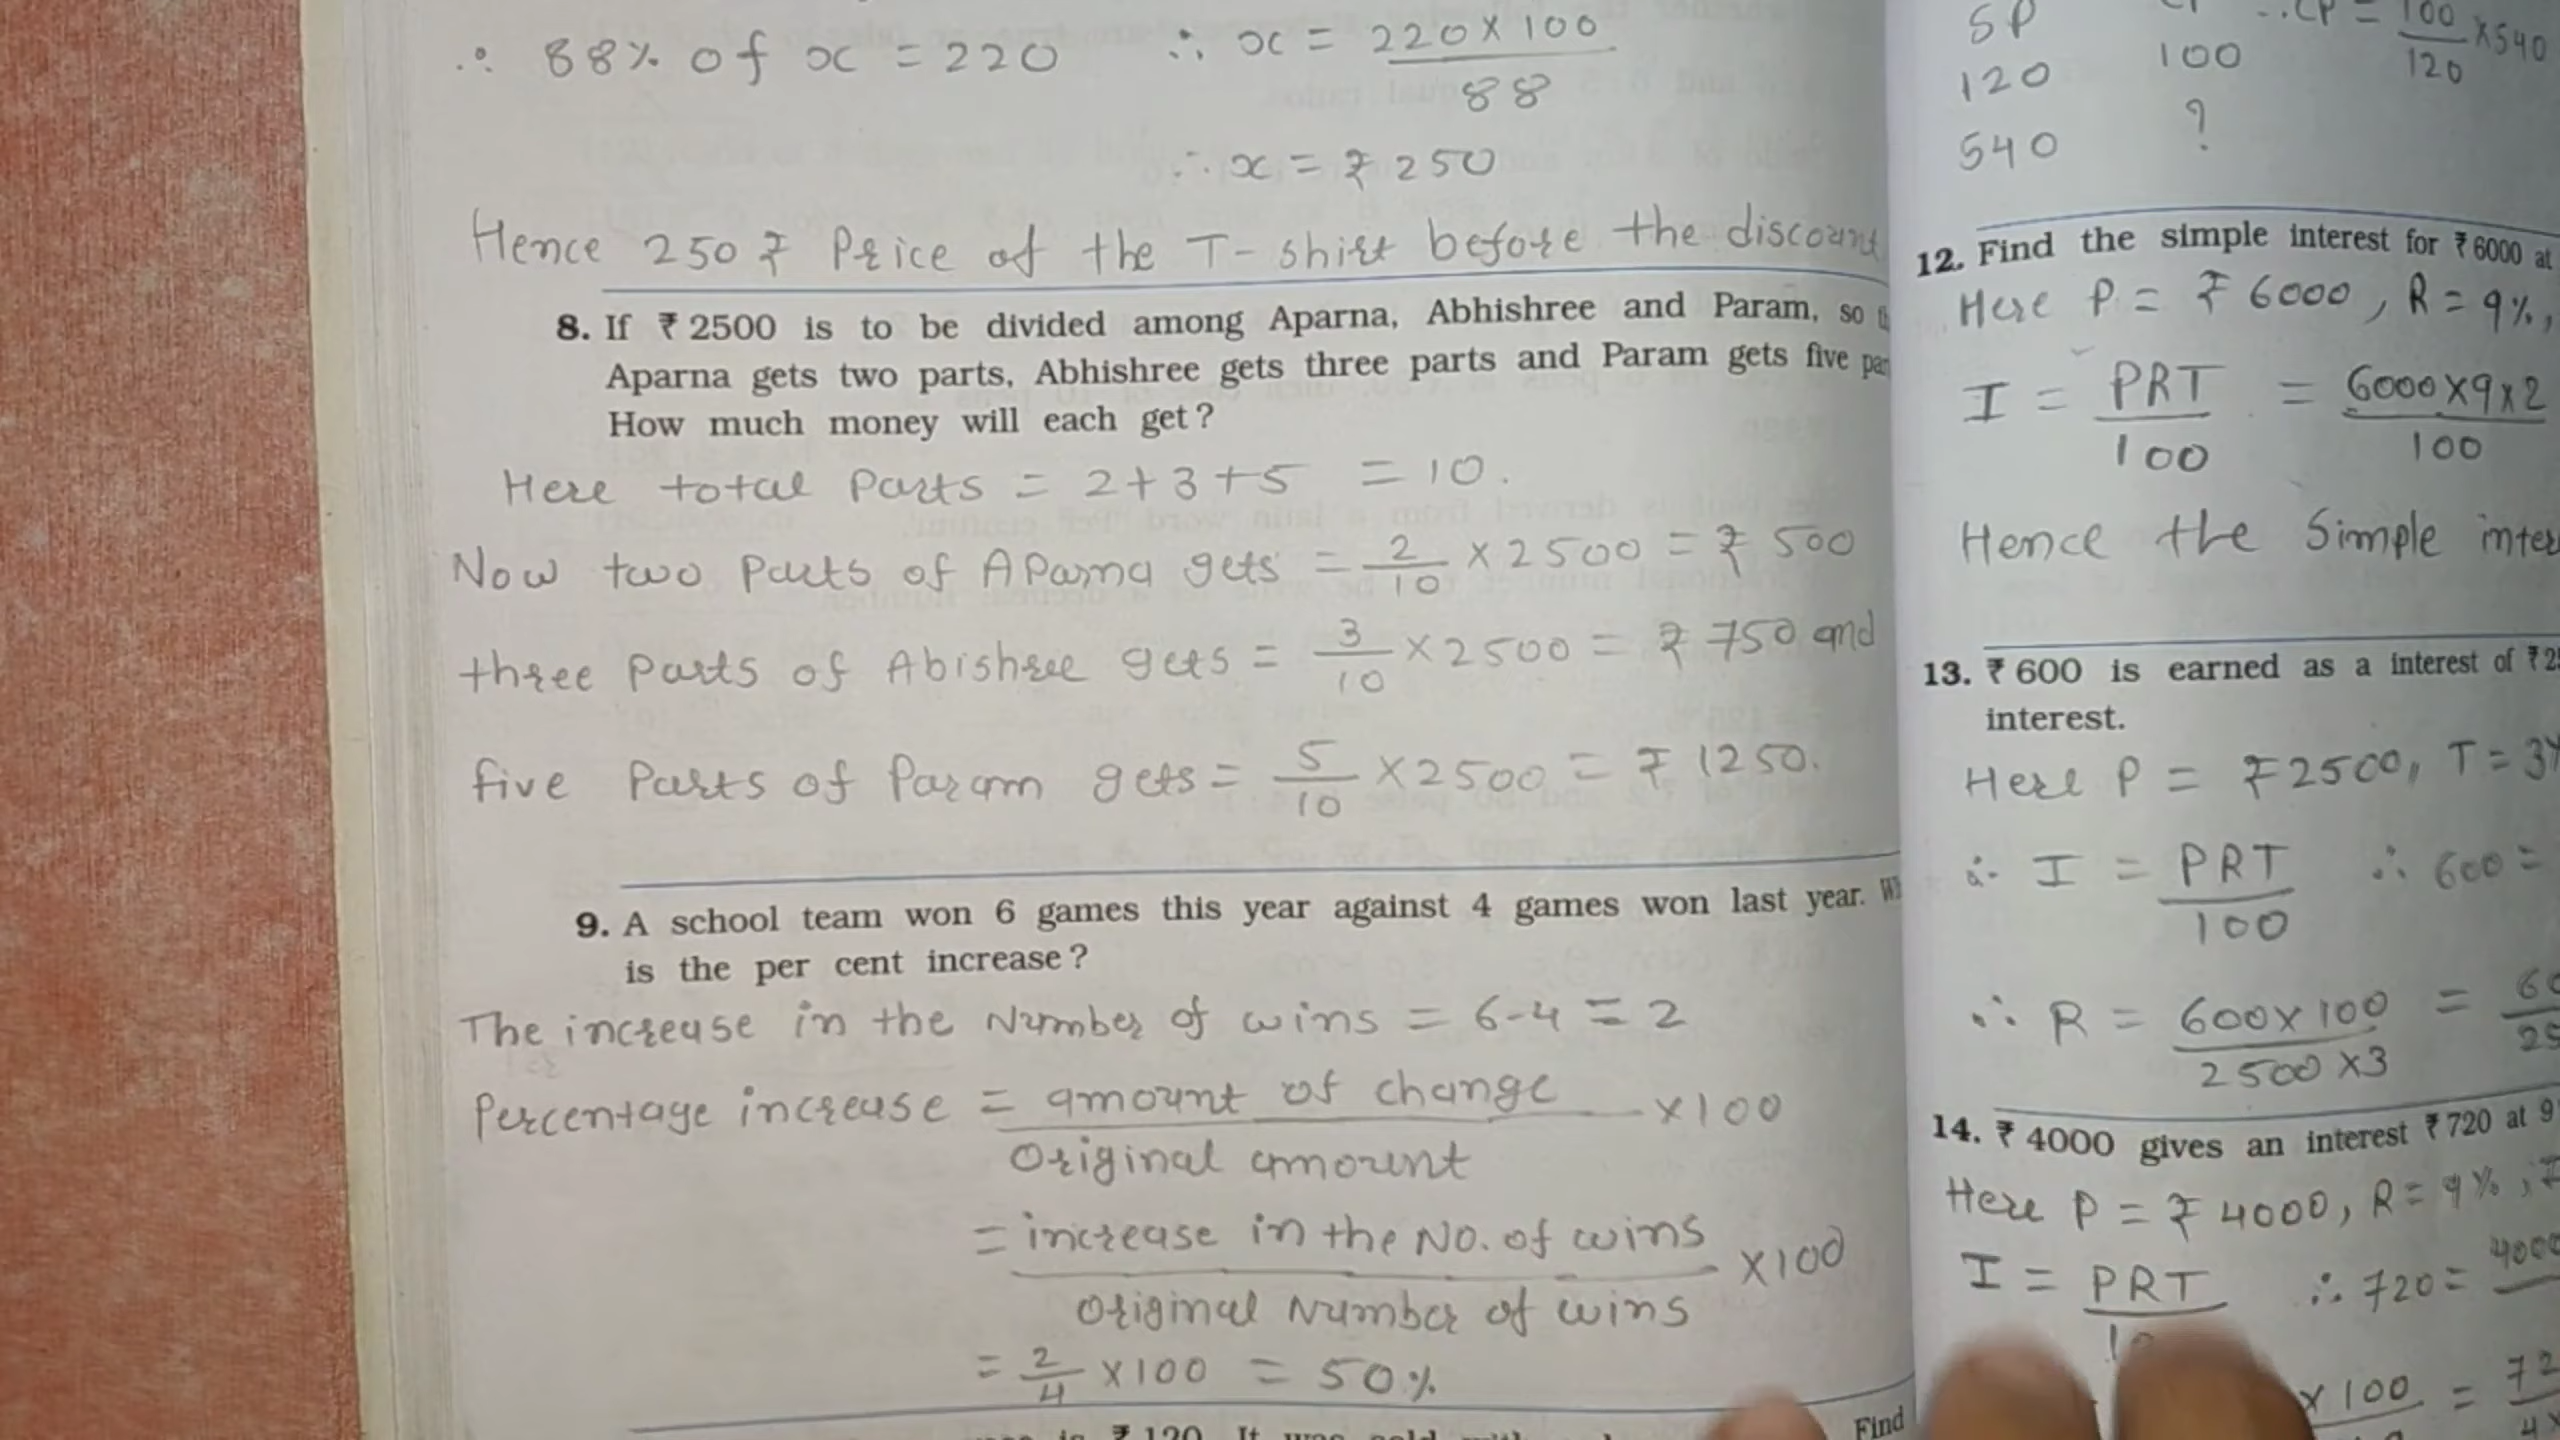 ∴ 88% of x = 220 ∴ x = 220 × 100 / 88
∴ x = ₹ 250
Hence 250 ₹ Price of the T-shirt before the discount
8. If ₹ 2500 is to be divided among Aparna, Abhishree and Param, so
Aparna gets two parts, Abhishree gets three parts and Param gets five
How much money will each get ?
Here total Parts = 2+3+5 = 10.
Now two Parts of Aparna gets = 2/10 × 2500 = ₹ 500
three Parts of Abishree gets = 3/10 × 2500 = ₹ 750 and
five Parts of Param gets = 5/10 × 2500 = ₹ 1250.
9. A school team won 6 games this year against 4 games won last year.
is the per cent increase ?
The increase in the Number of wins = 6-4 = 2
Percentage increase = amount of change / Original amount × 100
= increase in the No. of wins / Original Number of wins × 100
= 2/4 × 100 = 50%
₹ 120. It was sold Find
SP ∴ CP = 100/120 × 540
120 100
540 ?
12. Find the simple interest for ₹ 6000 at
Here P = ₹ 6000, R = 9%,
I = PRT/100 = 6000×9×2/100
Hence the Simple
13. ₹ 600 is earned as a interest of
interest.
Here P = ₹ 2500, T = 3
∴ I = PRT/100 ∴ 600 =
∴ R = 600×100 / 2500×3 =
14. ₹ 4000 gives an interest ₹ 720 at 9
Here P = ₹ 4000, R = 9%,
I = PRT ∴ 720 =
× 100 =